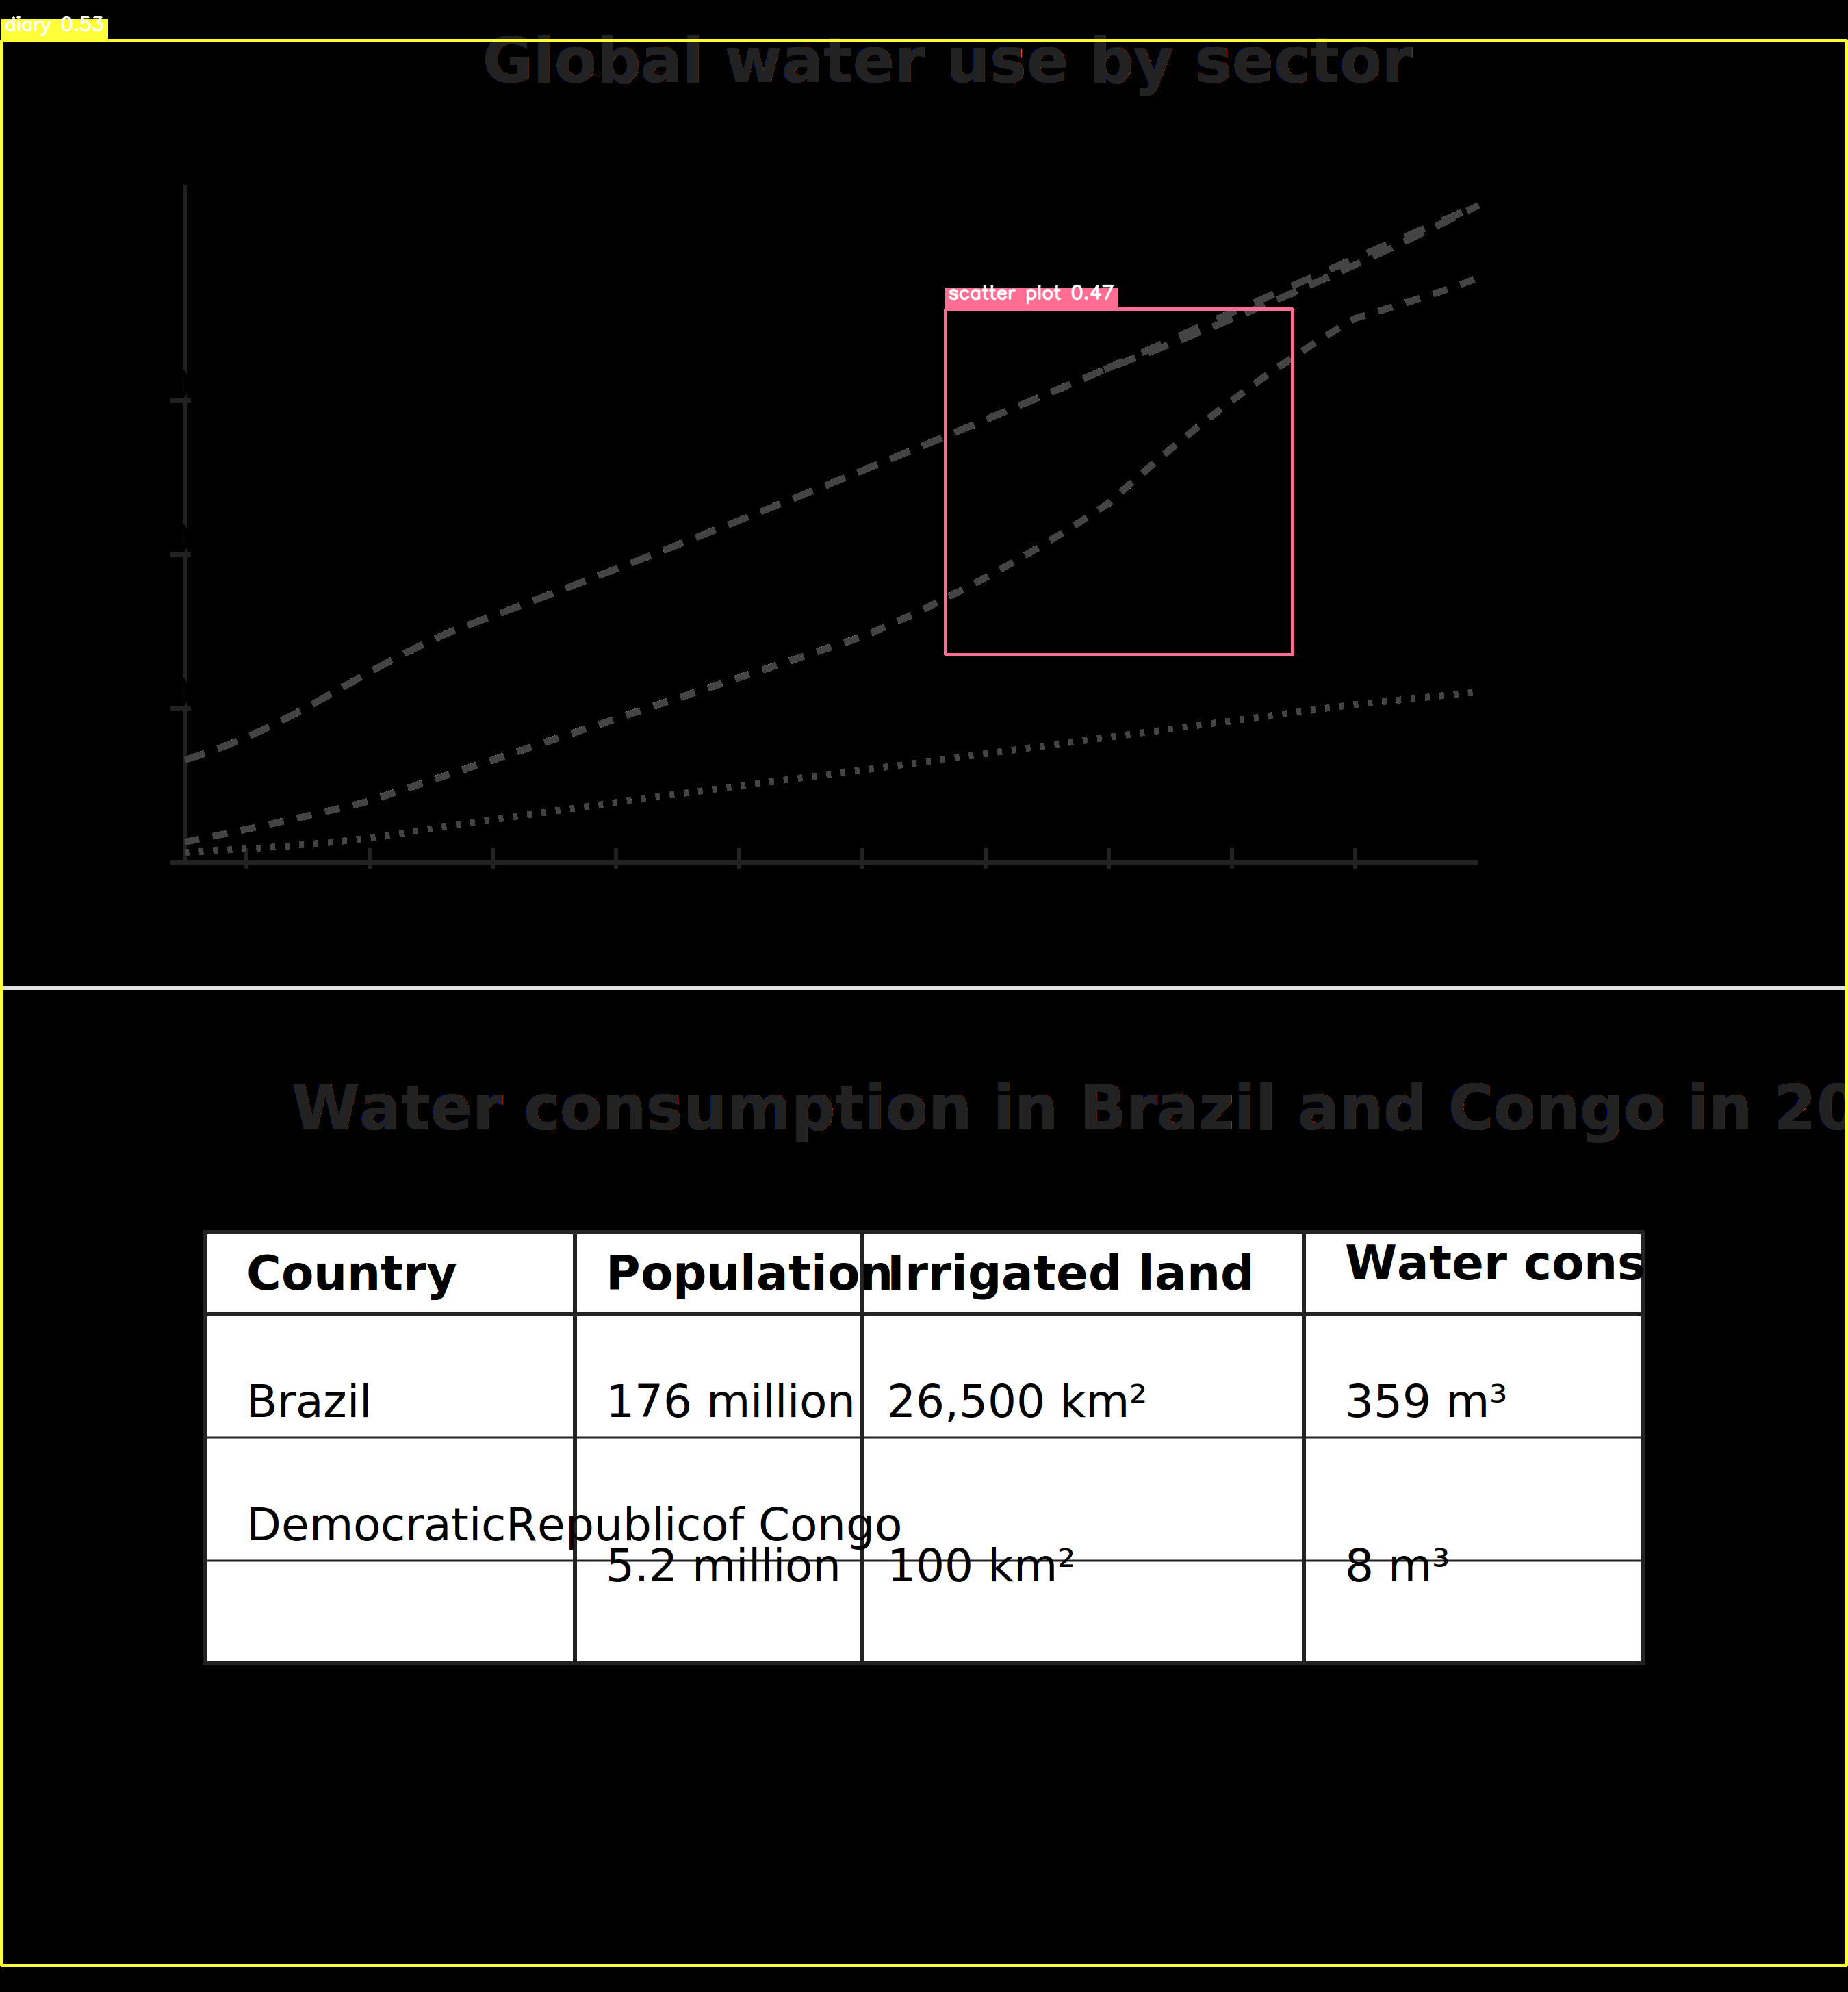 diary 0.53
Global water use by sector
scatter plot 0.47
Water consumption in Brazil and Congo in 20
Country Population Irrigated land Water cons
Brazil 176 million 26,500 km² 359 m³
DemocraticRepublicof Congo
5.2 million 100 km² 8 m³